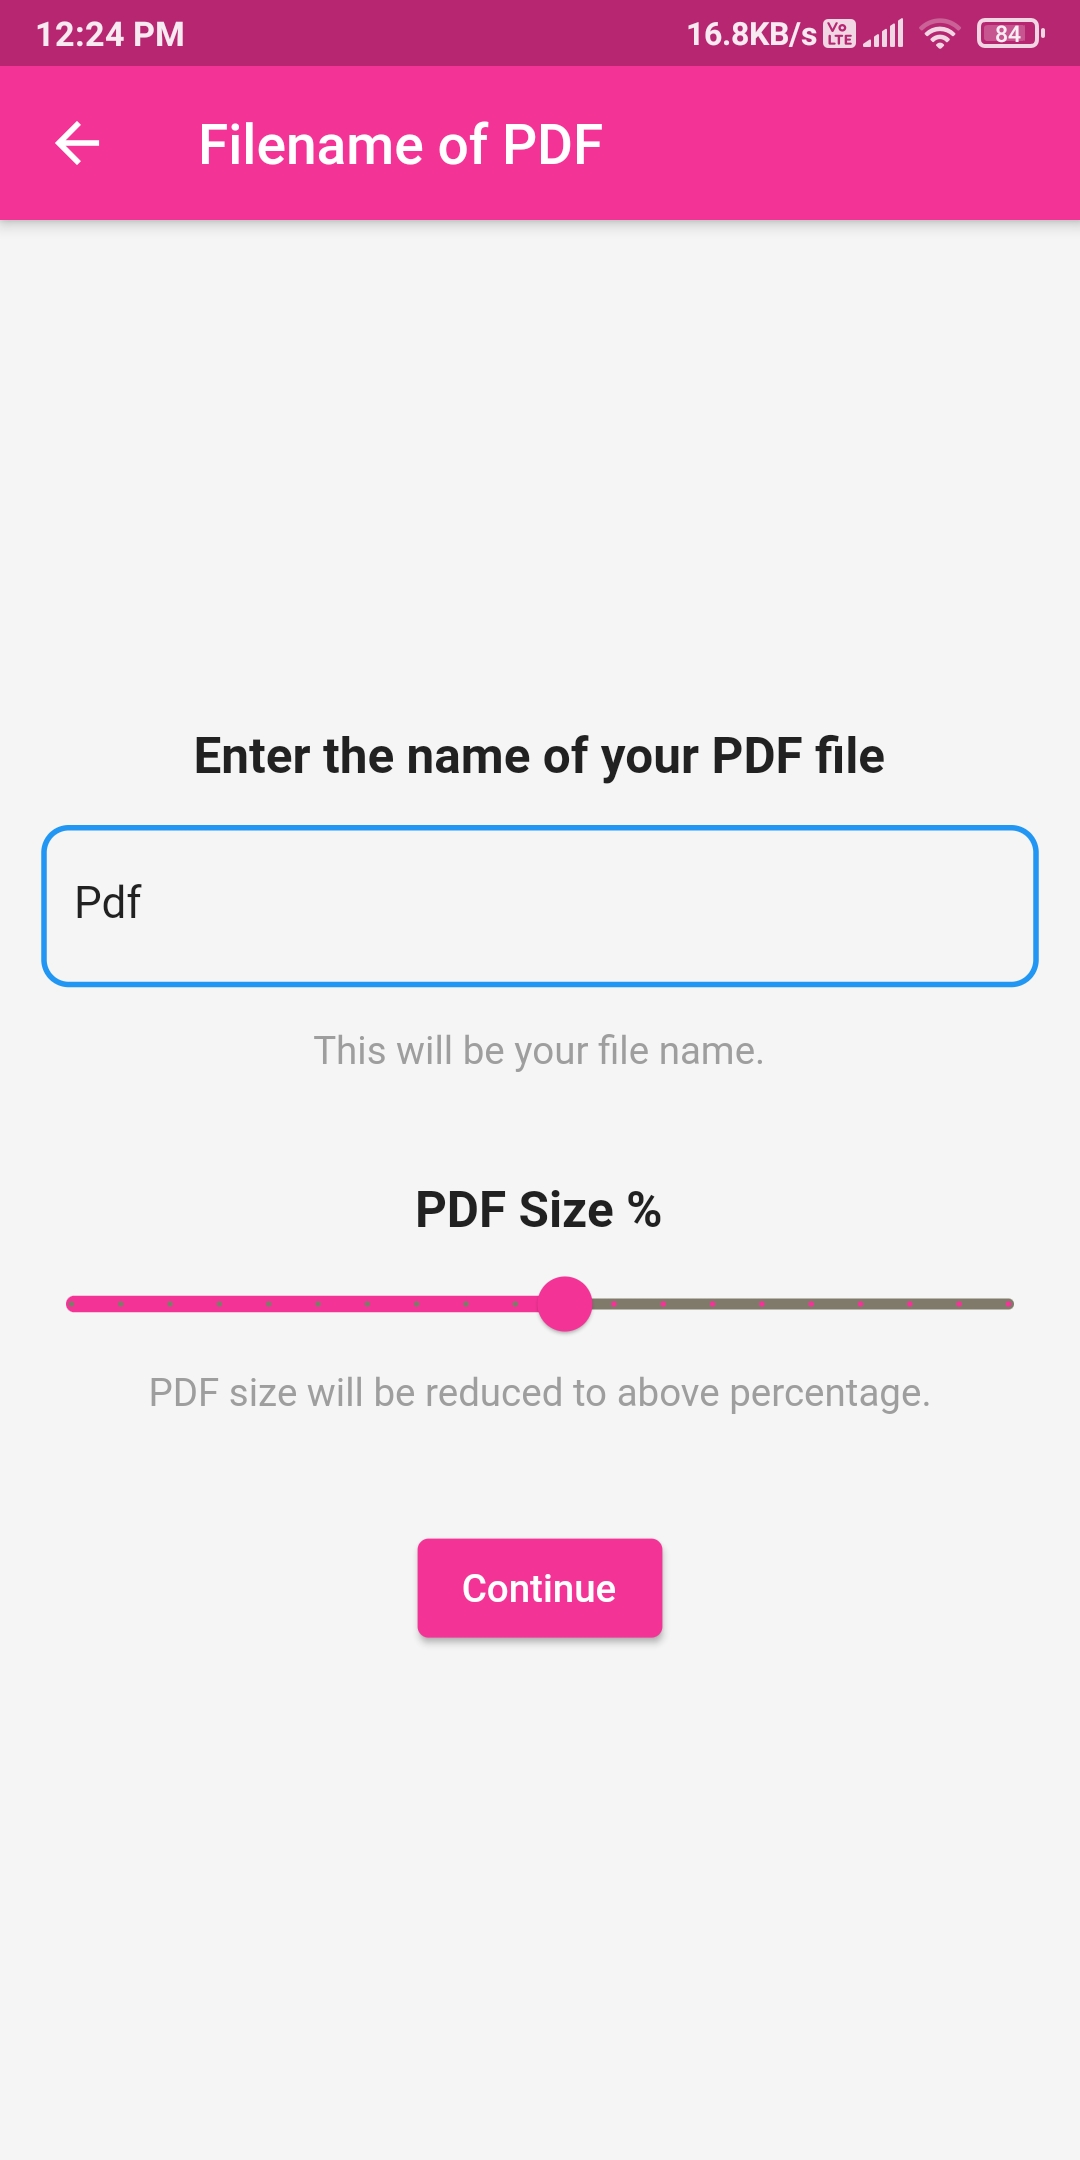 12:24 PM 16.8KB/s Vo LTE 84
Filename of PDF
Enter the name of your PDF file
Pdf
This will be your file name.
PDF Size %
PDF size will be reduced to above percentage.
Continue